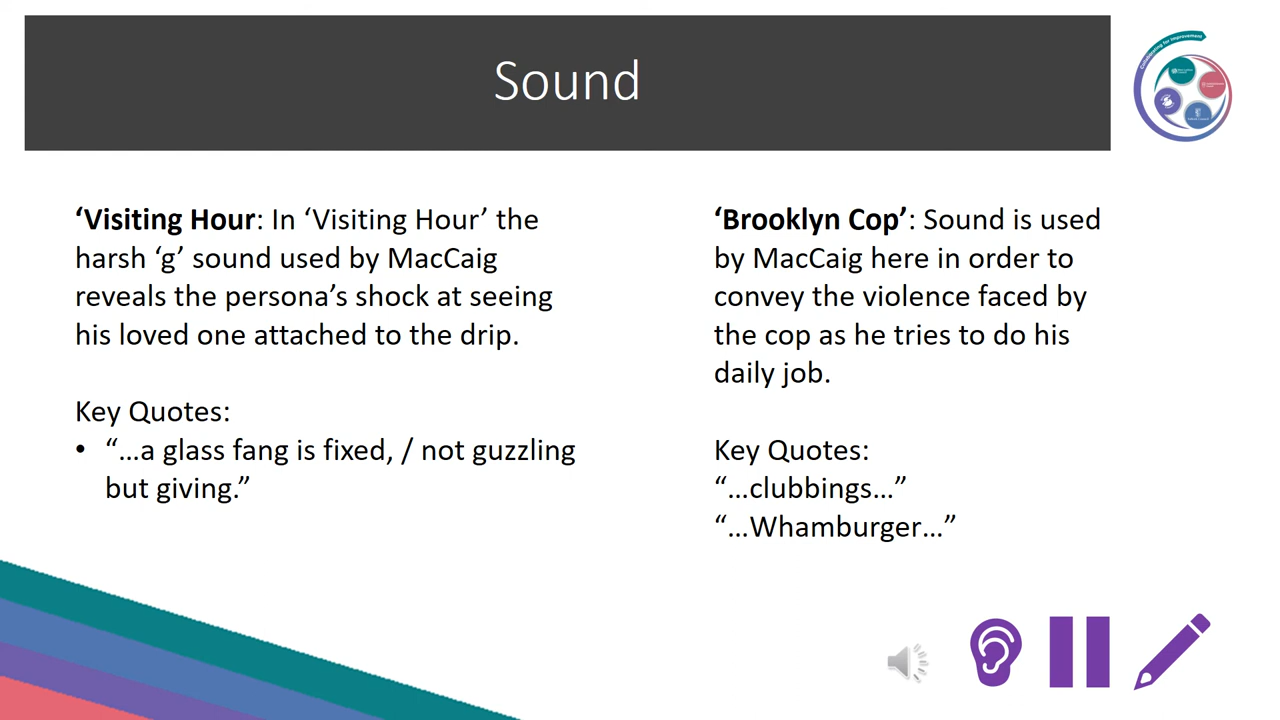 Sound
Collaborating for Improvement
‘Visiting Hour: In ‘Visiting Hour’ the
harsh ‘g’ sound used by MacCaig
reveals the persona’s shock at seeing
his loved one attached to the drip.
Key Quotes:
• “…a glass fang is fixed, / not guzzling
but giving.”
‘Brooklyn Cop’: Sound is used
by MacCaig here in order to
convey the violence faced by
the cop as he tries to do his
daily job.
Key Quotes:
“…clubbings…”
“…Whamburger…”